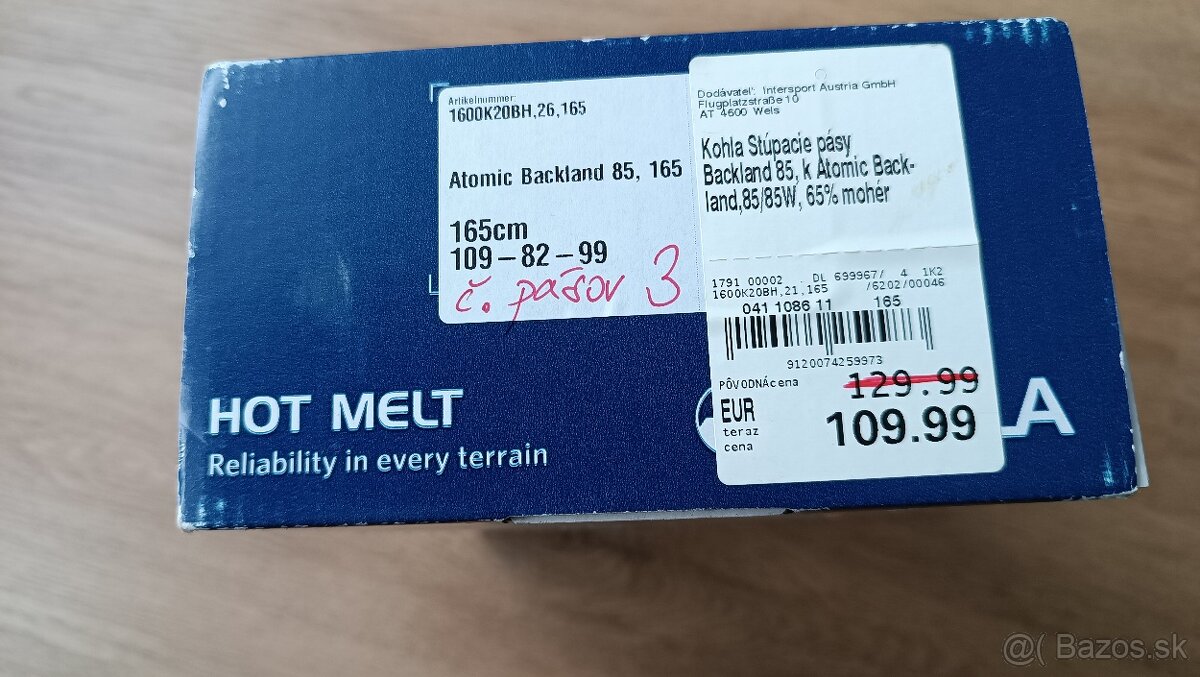 Artikelnummer:
1600K20BH,26,165
Atomic Backland 85, 165
165cm
109-82-99
č. pášov 3
Dodávateľ: Intersport Austria GmbH
Flugplatzstraße 10
AT 4600 Wels
Kohla Stúpacie pásy
Backland 85, k Atomic Back-
land,85/85W, 65% mohér
1791 00002 DL 699967/ 4 1K2
1600K20BH,21,165 /6202/00046
041 1086 11 165
9120074259973
PÔVODNÁcena 129.99
EUR
teraz
cena
109.99
HOT MELT
Reliability in every terrain
LA
@( Bazos.sk